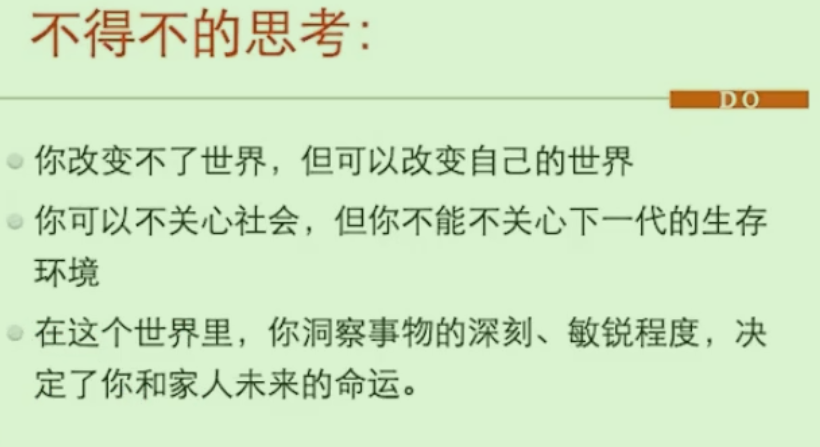 不得不的思考：
DO
你改变不了世界，但可以改变自己的世界
你可以不关心社会，但你不能不关心下一代的生存
环境
在这个世界里，你洞察事物的深刻、敏锐程度，决
定了你和家人未来的命运。